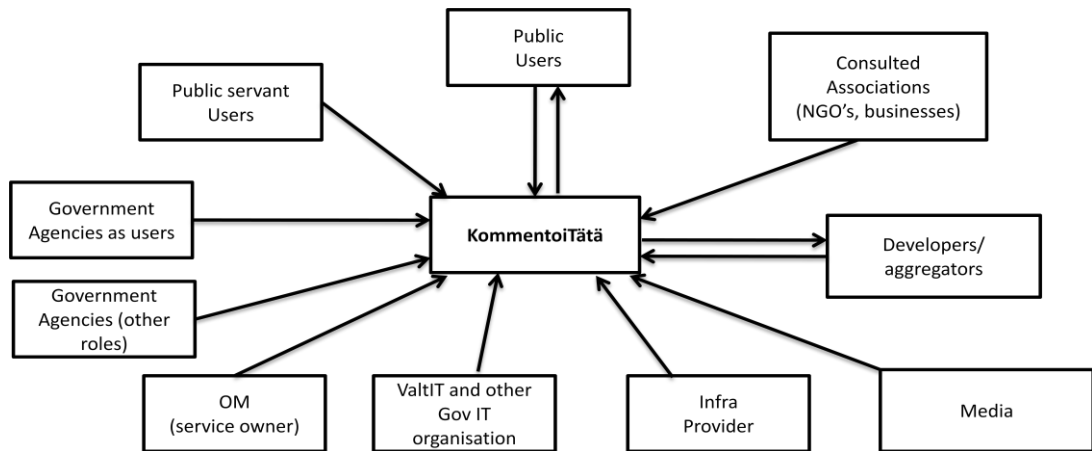 Public
Users
Public servant
Users
Consulted
Associations
(NGO's, businesses)
Government
Agencies as users
KommentoiTätä
Developers/
aggregators
Government
Agencies (other
roles)
OM
(service owner)
ValtIT and other
Gov IT
organisation
Infra
Provider
Media